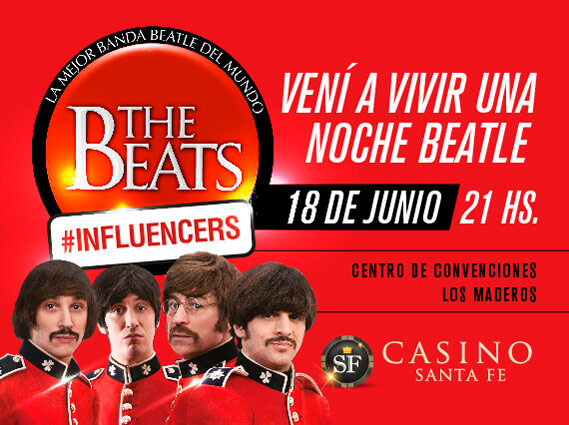 LA MEJOR BANDA BEATLE DEL MUNDO
THE
BEATS
#INFLUENCERS
VENÍ A VIVIR UNA
NOCHE BEATLE
18 DE JUNIO 21 HS.
CENTRO DE CONVENCIONES
LOS MADEROS
SF
CASINO
SANTA FE